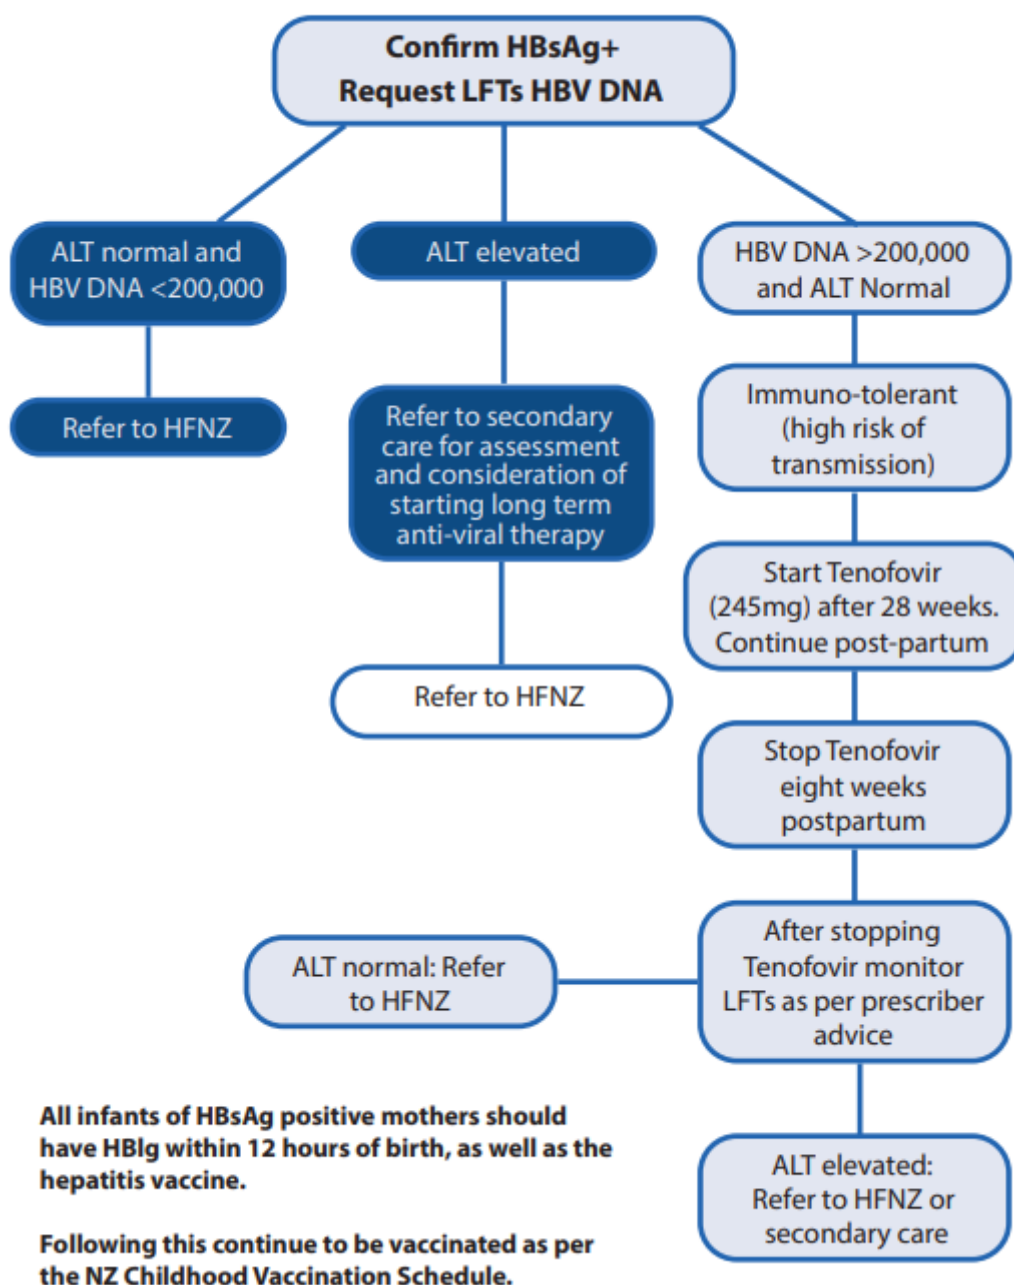 Confirm HBsAg+
Request LFTs HBV DNA
ALT normal and
HBV DNA <200,000
Refer to HFNZ
ALT elevated
Refer to secondary
care for assessment
and consideration of
starting long term
anti-viral therapy
Refer to HFNZ
HBV DNA >200,000
and ALT Normal
Immuno-tolerant
(high risk of
transmission)
Start Tenofovir
(245mg) after 28 weeks.
Continue post-partum
Stop Tenofovir
eight weeks
postpartum
After stopping
Tenofovir monitor
LFTs as per prescriber
advice
ALT normal: Refer
to HFNZ
ALT elevated:
Refer to HFNZ or
secondary care
All infants of HBsAg positive mothers should
have HBIg within 12 hours of birth, as well as the
hepatitis vaccine.
Following this continue to be vaccinated as per
the NZ Childhood Vaccination Schedule.